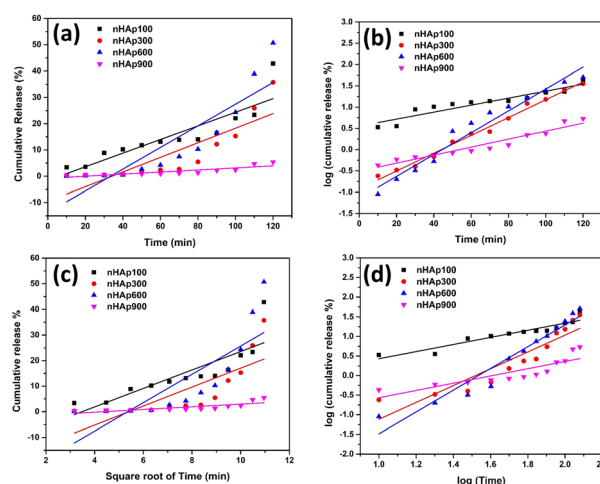 (a)
nHAp100
nHAp300
nHAp600
nHAp900
60
50
40
30
20
10
0
-10
0 20 40 60 80 100 120
Cumulative Release (%)
Time (min)
(b)
nHAp100
nHAp300
nHAp600
nHAp900
2.5
2.0
1.5
1.0
0.5
0.0
-0.5
-1.0
-1.5
0 20 40 60 80 100 120
log (cumulative release %)
Time (min)
(c)
nHAp100
nHAp300
nHAp600
nHAp900
60
50
40
30
20
10
0
-10
3 4 5 6 7 8 9 10 11 12
Cumulative release %
Square root of Time (min)
(d)
nHAp100
nHAp300
nHAp600
nHAp900
3.0
2.5
2.0
1.5
1.0
0.5
0.0
-0.5
-1.0
-1.5
-2.0
1.0 1.2 1.4 1.6 1.8 2.0 2.2
log (cumulative release %)
log (Time)